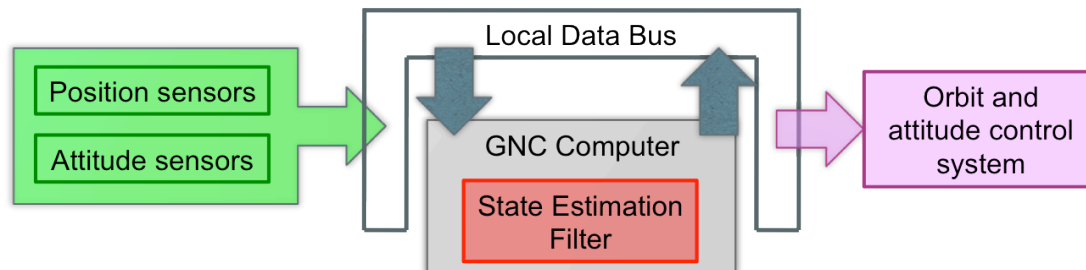 Local Data Bus
Position sensors
Attitude sensors
GNC Computer
State Estimation
Filter
Orbit and
attitude control
system